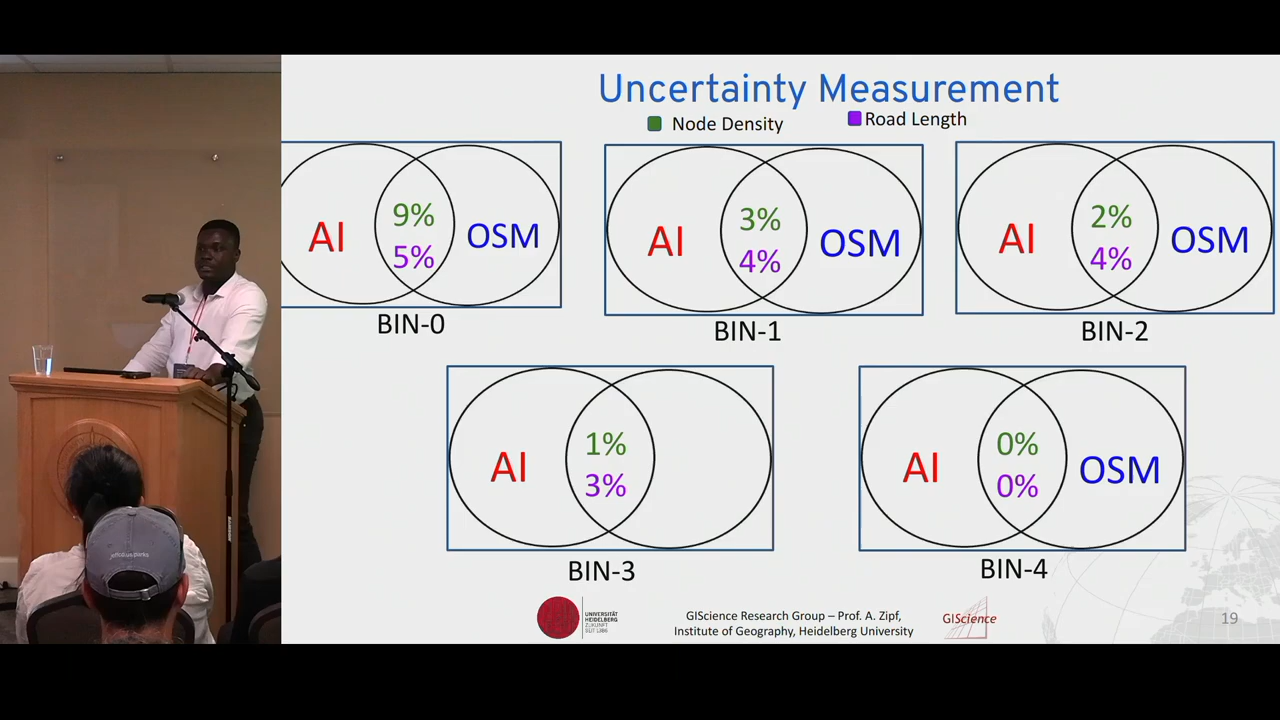 Uncertainty Measurement
Node Density
Road Length
AI
9%
5%
OSM
BIN-0
AI
3%
4%
OSM
BIN-1
AI
2%
4%
OSM
BIN-2
AI
1%
3%
BIN-3
AI
0%
0%
OSM
BIN-4
UNIVERSITÄT
HEIDELBERG
ZUKUNFT
SEIT 1386
GIScience Research Group – Prof. A. Zipf,
Institute of Geography, Heidelberg University
GIScience
19